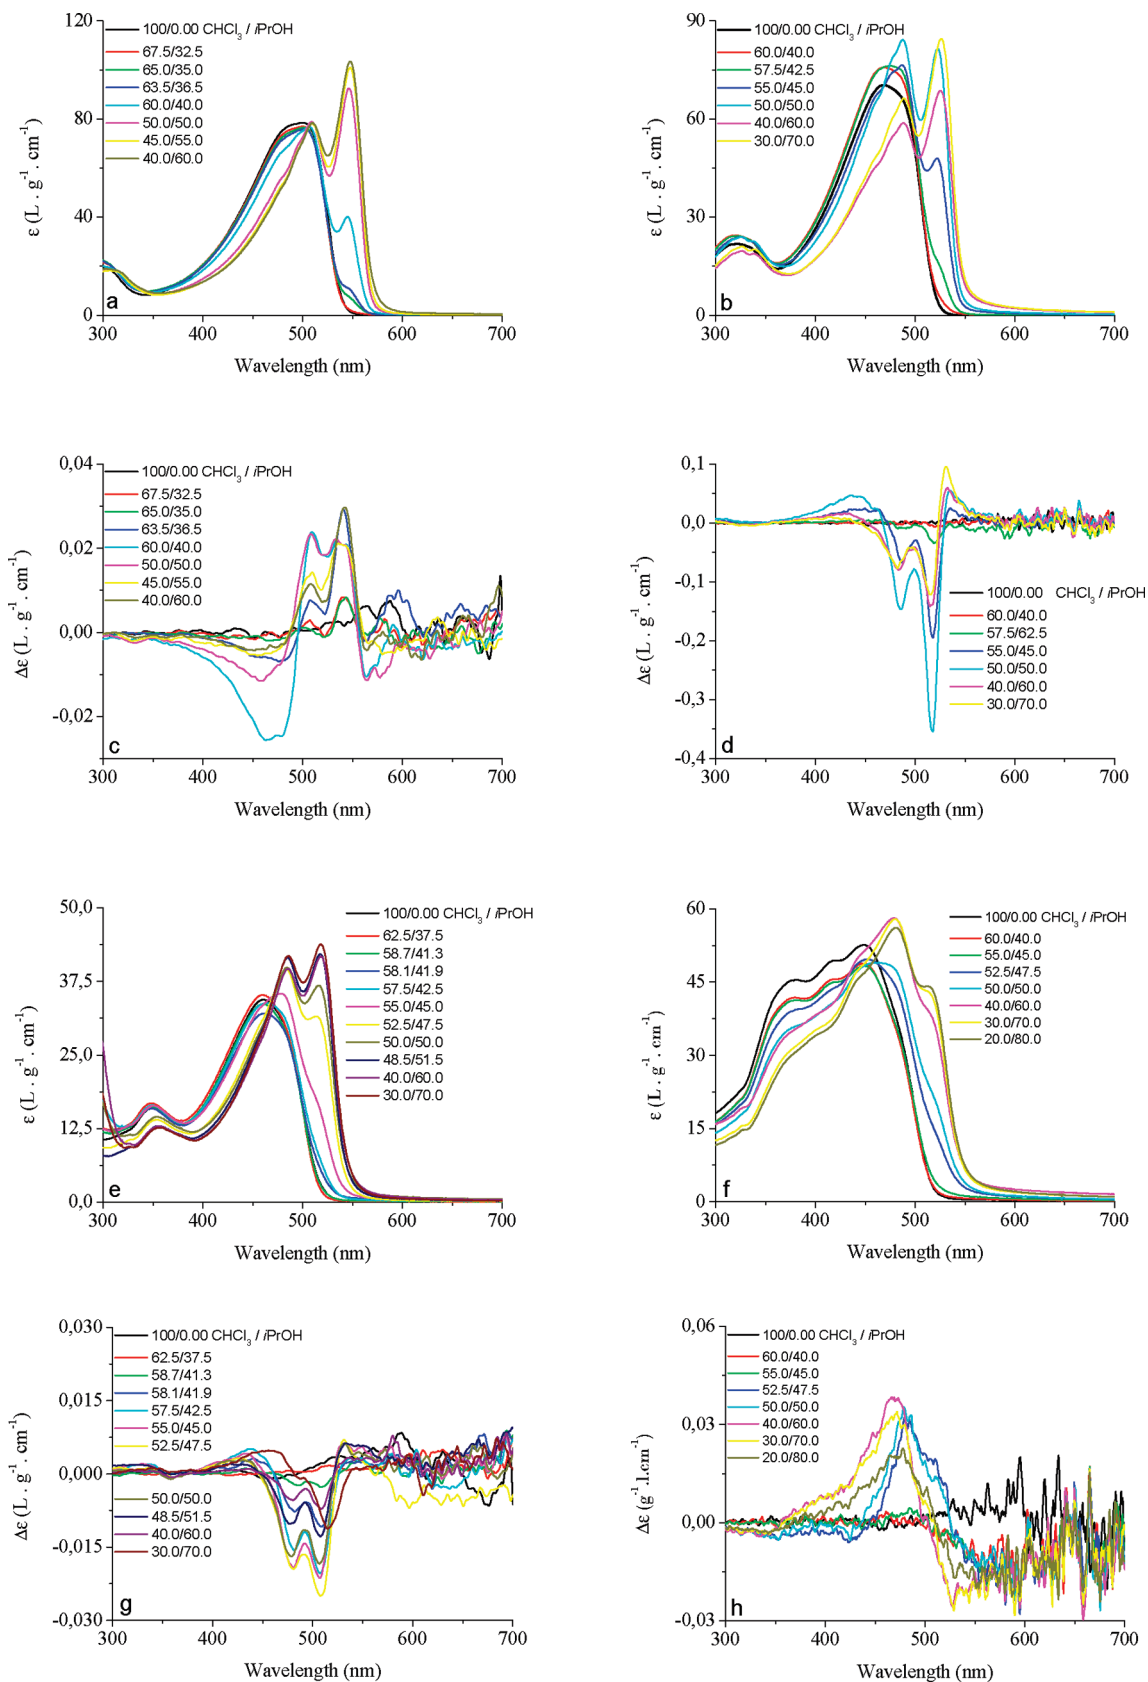 120
80
40
0
300 400 500 600 700
ε (L . g⁻¹ . cm⁻¹)
Wavelength (nm)
a
100/0.00 CHCl₃ / iPrOH
67.5/32.5
65.0/35.0
63.5/36.5
60.0/40.0
50.0/50.0
45.0/55.0
40.0/60.0
90
60
30
0
300 400 500 600 700
ε (L . g⁻¹ . cm⁻¹)
Wavelength (nm)
b
100/0.00 CHCl₃ / iPrOH
60.0/40.0
57.5/42.5
55.0/45.0
50.0/50.0
40.0/60.0
30.0/70.0
0,04
0,02
0,00
-0,02
300 400 500 600 700
Δε (L . g⁻¹ . cm⁻¹)
Wavelength (nm)
c
100/0.00 CHCl₃ / iPrOH
67.5/32.5
65.0/35.0
63.5/36.5
60.0/40.0
50.0/50.0
45.0/55.0
40.0/60.0
0,1
0,0
-0,1
-0,2
-0,3
-0,4
300 400 500 600 700
Δε (L . g⁻¹ . cm⁻¹)
Wavelength (nm)
d
100/0.00 CHCl₃ / iPrOH
60.0/40.0
57.5/62.5
55.0/45.0
50.0/50.0
40.0/60.0
30.0/70.0
50,0
37,5
25,0
12,5
0,0
300 400 500 600 700
ε (L . g⁻¹ . cm⁻¹)
Wavelength (nm)
e
100/0.00 CHCl₃ / iPrOH
62.5/37.5
58.7/41.3
58.1/41.9
57.5/42.5
55.0/45.0
52.5/47.5
50.0/50.0
48.5/51.5
40.0/60.0
30.0/70.0
60
45
30
15
0
300 400 500 600 700
ε (L . g⁻¹ . cm⁻¹)
Wavelength (nm)
f
100/0.00 CHCl₃ / iPrOH
60.0/40.0
55.0/45.0
52.5/47.5
50.0/50.0
40.0/60.0
30.0/70.0
20.0/80.0
0,030
0,015
0,000
-0,015
-0,030
300 400 500 600 700
Δε (L . g⁻¹ . cm⁻¹)
Wavelength (nm)
g
100/0.00 CHCl₃ / iPrOH
62.5/37.5
58.7/41.3
58.1/41.9
57.5/42.5
55.0/45.0
52.5/47.5
50.0/50.0
48.5/51.5
40.0/60.0
30.0/70.0
0,06
0,03
0,00
-0,03
300 400 500 600 700
Δε (g⁻¹.l.cm⁻¹)
Wavelength (nm)
h
100/0.00 CHCl₃ / iPrOH
60.0/40.0
55.0/45.0
52.5/47.5
50.0/50.0
40.0/60.0
30.0/70.0
20.0/80.0